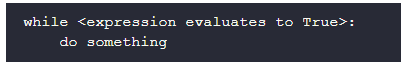 while <expression evaluates to True>:
    do something